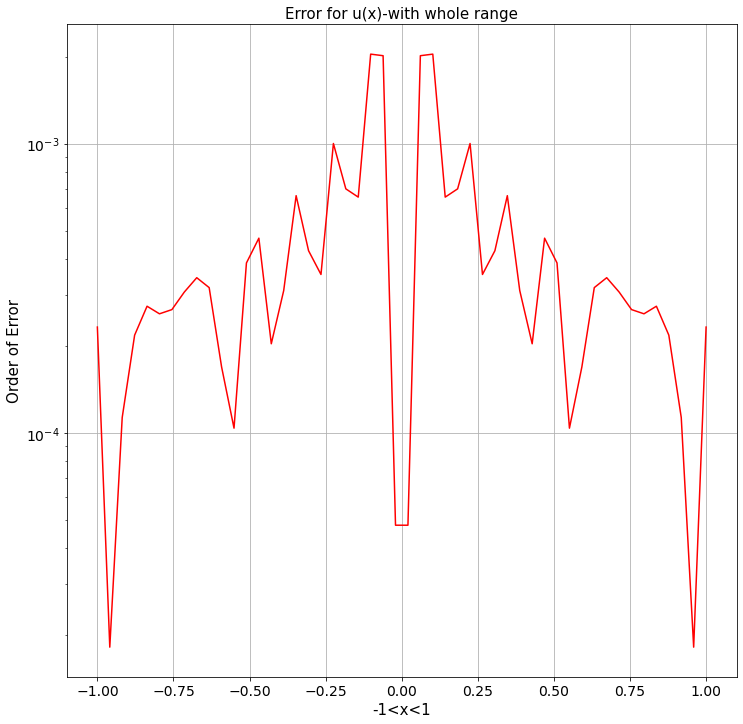 Error for u(x)-with whole range
Order of Error
10−3
10−4
−1.00 −0.75 −0.50 −0.25 0.00 0.25 0.50 0.75 1.00
-1<x<1